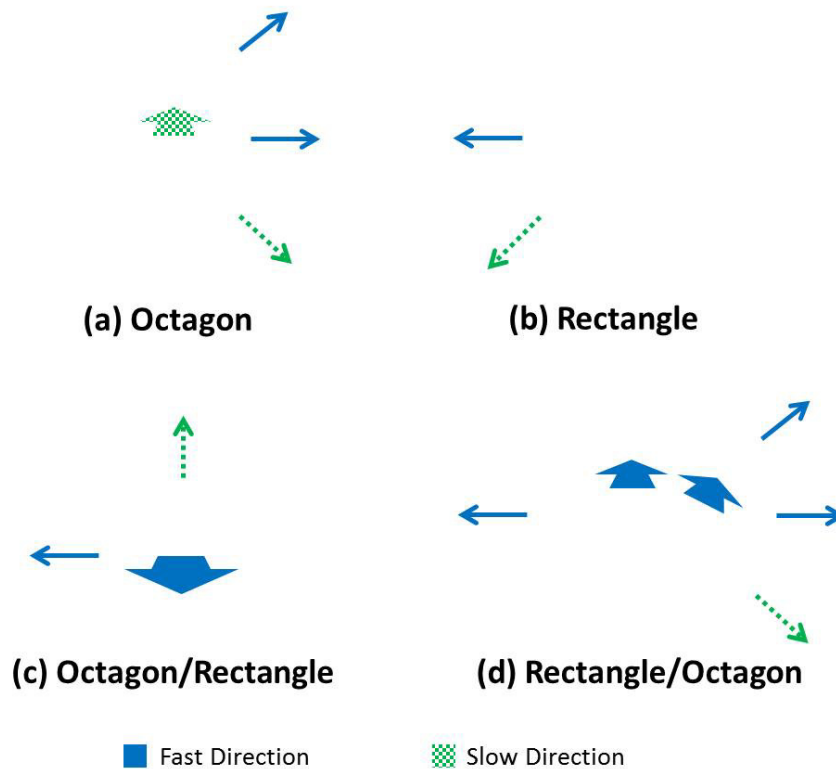 (a) Octagon
(b) Rectangle
(c) Octagon/Rectangle
(d) Rectangle/Octagon
Fast Direction
Slow Direction